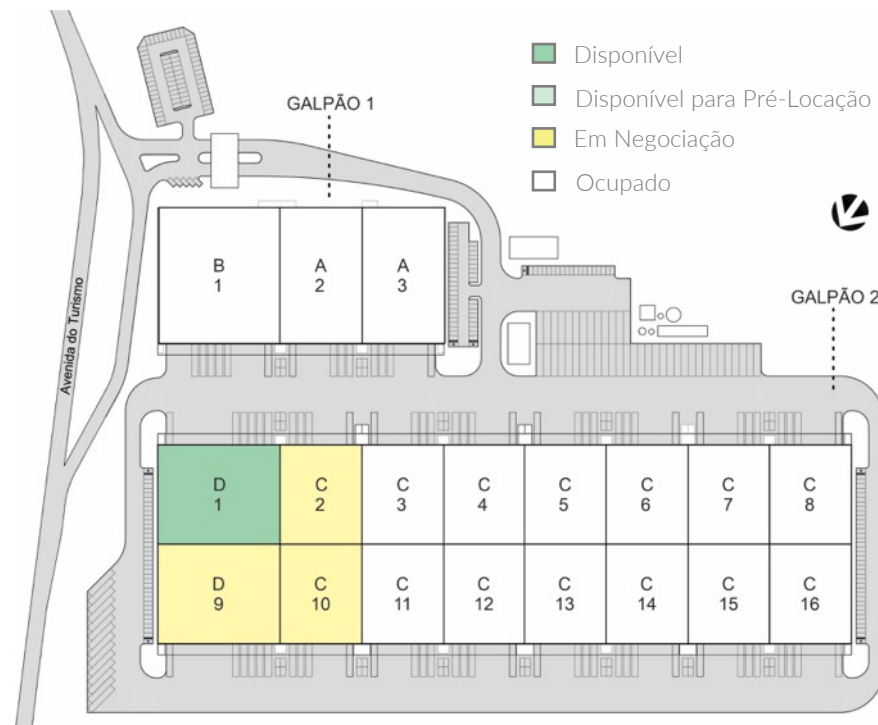 Disponível
Disponível para Pré-Locação
Em Negociação
Ocupado
GALPÃO 1
B A A
1 2 3
GALPÃO 2
Avenida do Turismo
D C C C C C C C
1 2 3 4 5 6 7 8
D C C C C C C C
9 10 11 12 13 14 15 16